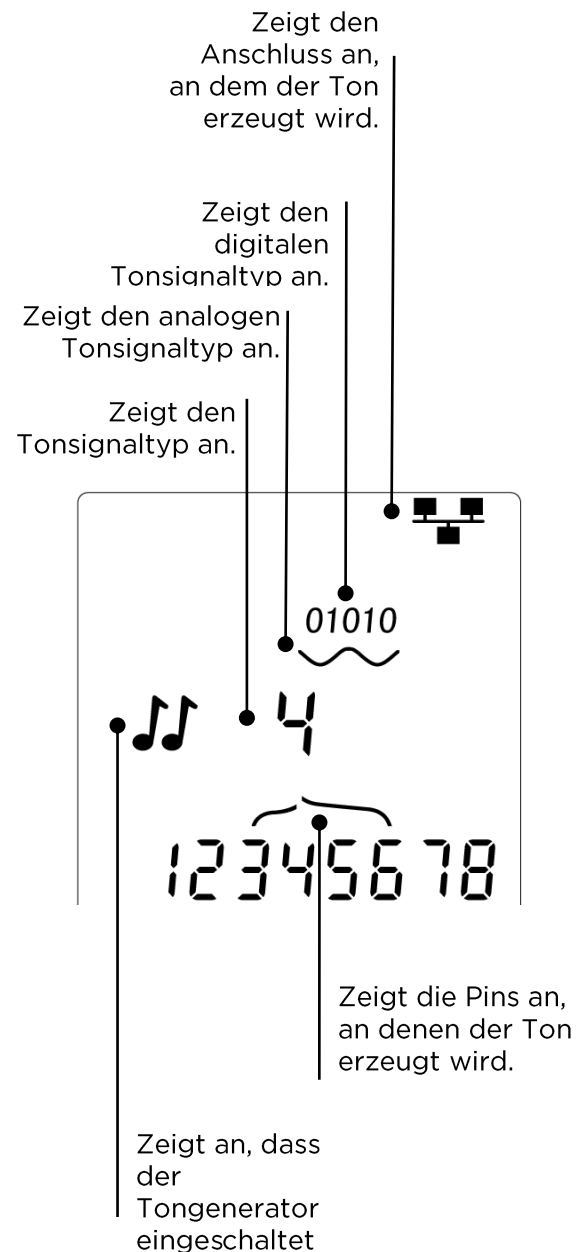 Zeigt den
Anschluss an,
an dem der Ton
erzeugt wird.
Zeigt den
digitalen
Tonsignaltyp an.
Zeigt den analogen
Tonsignaltyp an.
Zeigt den
Tonsignaltyp an.
01010
4
12345678
Zeigt die Pins an,
an denen der Ton
erzeugt wird.
Zeigt an, dass
der
Tongenerator
eingeschaltet